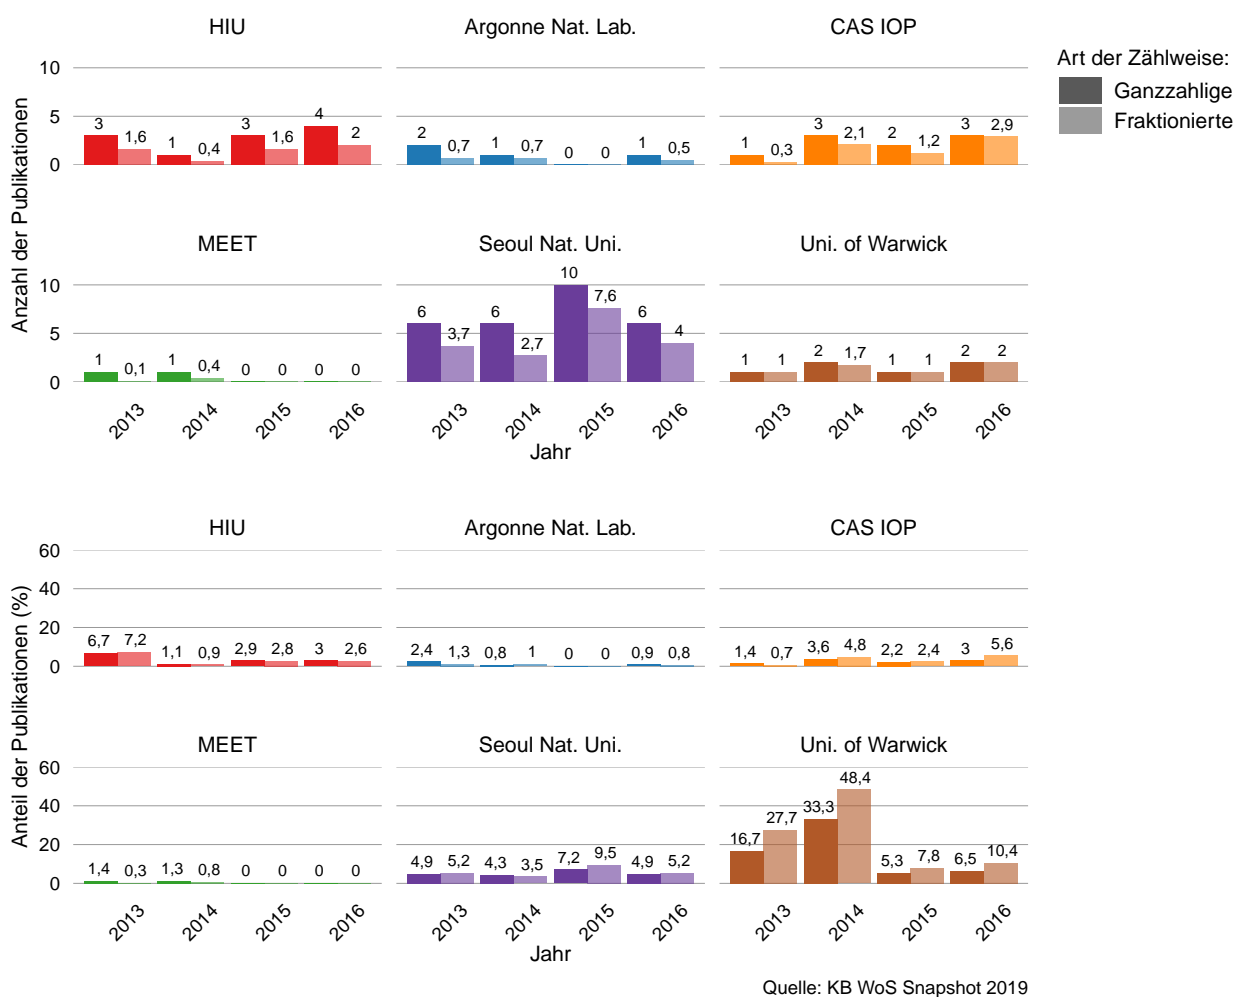 HIU
Argonne Nat. Lab.
CAS IOP
Art der Zählweise:
Ganzzahlige
Fraktionierte
Anzahl der Publikationen
10
5
0
3 1,6 1 0,4 3 1,6 4 2
2 0,7 1 0,7 0 0 1 0,5
1 0,3 3 2,1 2 1,2 3 2,9
MEET
Seoul Nat. Uni.
Uni. of Warwick
10
5
0
1 0,1 1 0,4 0 0 0 0
6 3,7 6 2,7 10 7,6 6 4
1 1 2 1,7 1 1 2 2
2013 2014 2015 2016
2013 2014 2015 2016
2013 2014 2015 2016
Jahr
HIU
Argonne Nat. Lab.
CAS IOP
Anteil der Publikationen (%)
60
40
20
0
6,7 7,2 1,1 0,9 2,9 2,8 3 2,6
2,4 1,3 0,8 1 0 0 0,9 0,8
1,4 0,7 3,6 4,8 2,2 2,4 3 5,6
MEET
Seoul Nat. Uni.
Uni. of Warwick
60
40
20
0
1,4 0,3 1,3 0,8 0 0 0 0
4,9 5,2 4,3 3,5 7,2 9,5 4,9 5,2
16,7 27,7 33,3 48,4 5,3 7,8 6,5 10,4
2013 2014 2015 2016
2013 2014 2015 2016
2013 2014 2015 2016
Jahr
Quelle: KB WoS Snapshot 2019